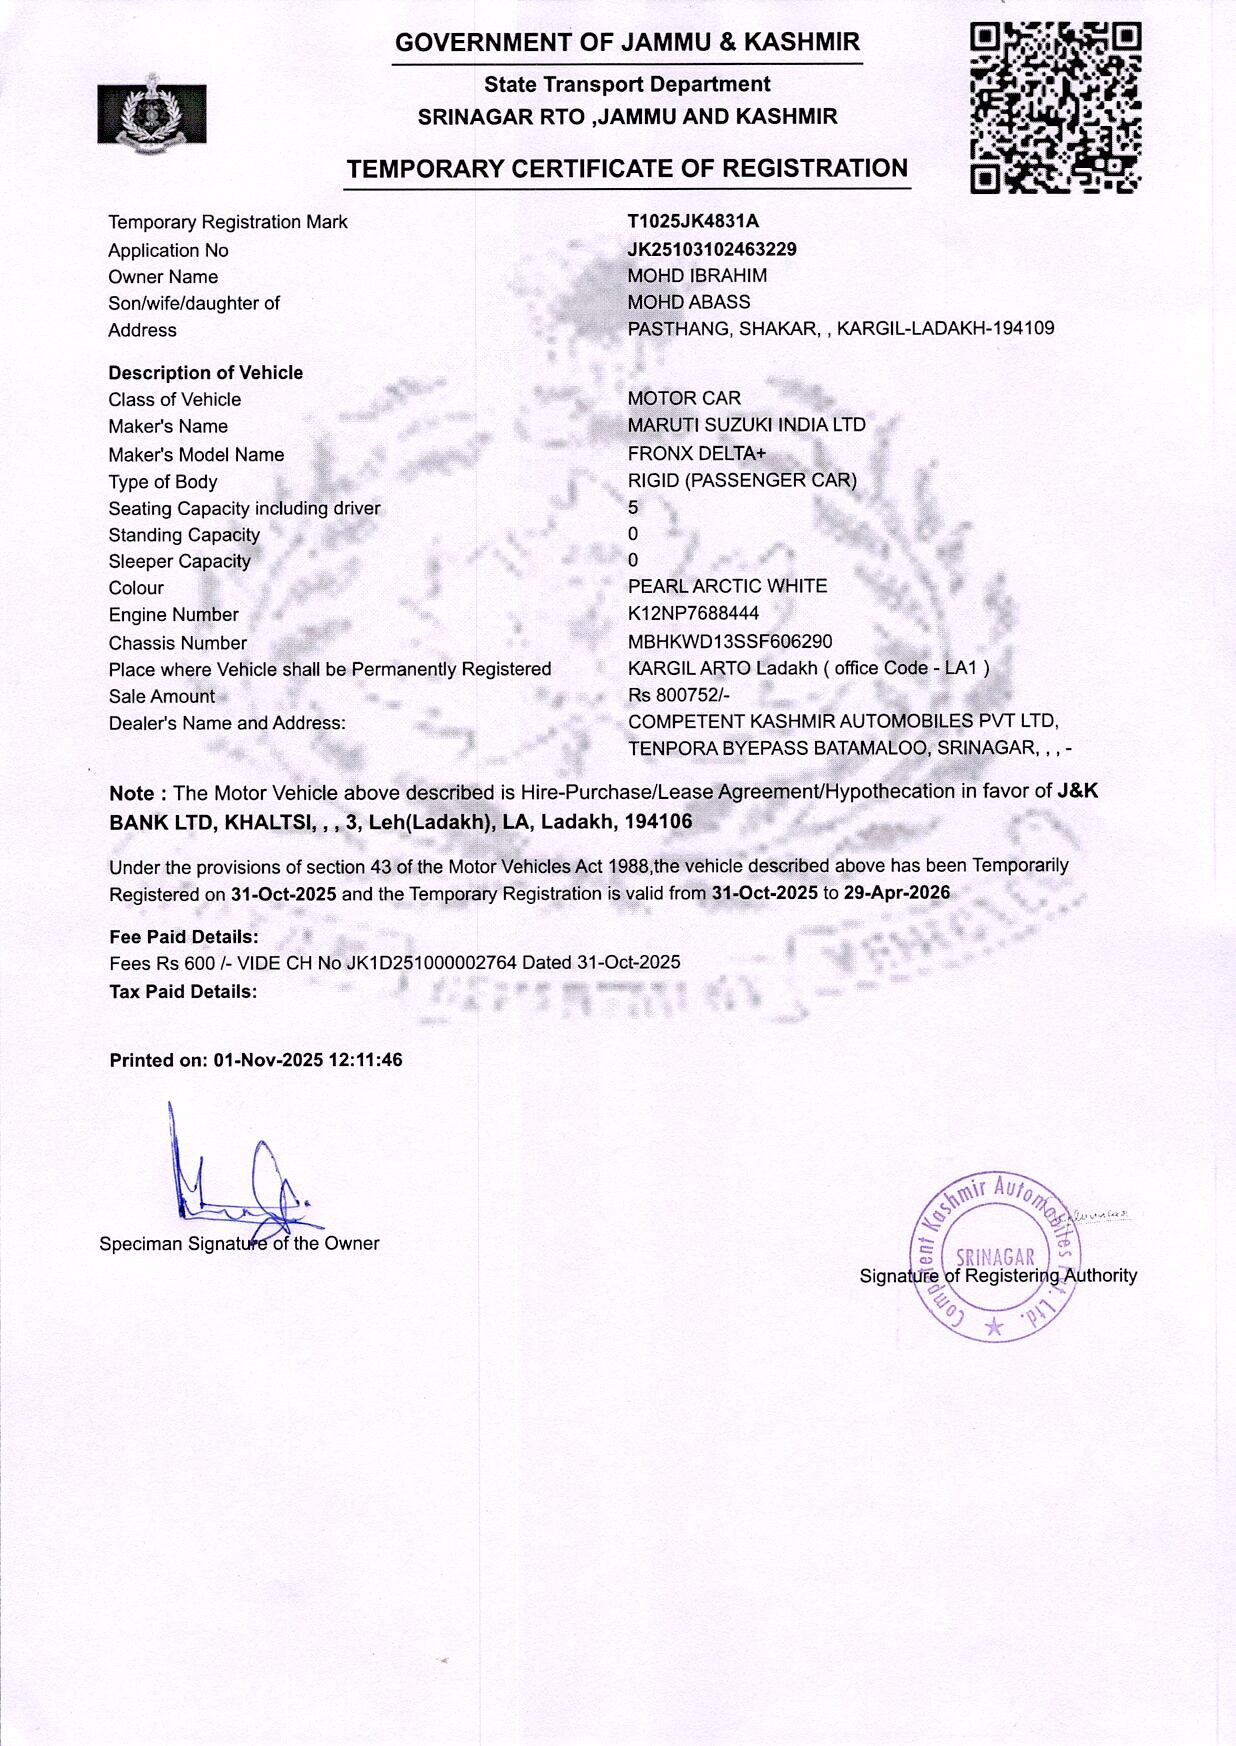 GOVERNMENT OF JAMMU & KASHMIR
State Transport Department
SRINAGAR RTO ,JAMMU AND KASHMIR
TEMPORARY CERTIFICATE OF REGISTRATION
Temporary Registration Mark T1025JK4831A
Application No JK25103102463229
Owner Name MOHD IBRAHIM
Son/wife/daughter of MOHD ABASS
Address PASTHANG, SHAKAR, , KARGIL-LADAKH-194109
Description of Vehicle
Class of Vehicle MOTOR CAR
Maker's Name MARUTI SUZUKI INDIA LTD
Maker's Model Name FRONX DELTA+
Type of Body RIGID (PASSENGER CAR)
Seating Capacity including driver 5
Standing Capacity 0
Sleeper Capacity 0
Colour PEARL ARCTIC WHITE
Engine Number K12NP7688444
Chassis Number MBHKWD13SSF606290
Place where Vehicle shall be Permanently Registered KARGIL ARTO Ladakh ( office Code - LA1 )
Sale Amount Rs 800752/-
Dealer's Name and Address: COMPETENT KASHMIR AUTOMOBILES PVT LTD,
TENPORA BYEPASS BATAMALOO, SRINAGAR, , , -
Note : The Motor Vehicle above described is Hire-Purchase/Lease Agreement/Hypothecation in favor of J&K
BANK LTD, KHALTSI, , , 3, Leh(Ladakh), LA, Ladakh, 194106
Under the provisions of section 43 of the Motor Vehicles Act 1988,the vehicle described above has been Temporarily
Registered on 31-Oct-2025 and the Temporary Registration is valid from 31-Oct-2025 to 29-Apr-2026
Fee Paid Details:
Fees Rs 600 /- VIDE CH No JK1D251000002764 Dated 31-Oct-2025
Tax Paid Details:
Printed on: 01-Nov-2025 12:11:46
Speciman Signature of the Owner
Competent Kashmir Automobiles Pvt. Ltd.
SRINAGAR
Signature of Registering Authority